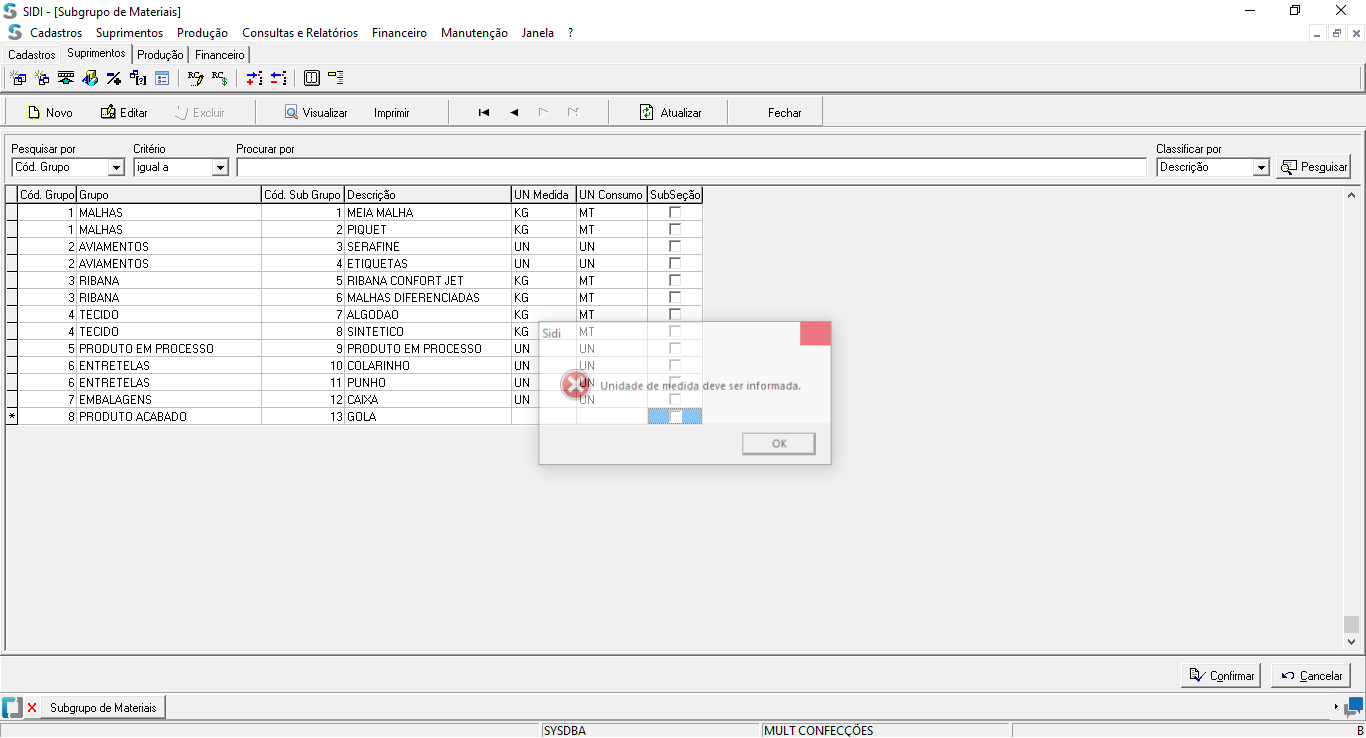 SIDI - [Subgrupo de Materiais]
Cadastros Suprimentos Produção Consultas e Relatórios Financeiro Manutenção Janela ?
Cadastros Suprimentos Produção Financeiro
Novo Editar Excluir Visualizar Imprimir Atualizar Fechar
Pesquisar por Critério Procurar por Classificar por
Cód. Grupo igual a Descrição Pesquisar
Cód. Grupo Grupo Cód. Sub Grupo Descrição UN Medida UN Consumo SubSeção
1 MALHAS 1 MEIA MALHA KG MT
1 MALHAS 2 PIQUET KG MT
2 AVIAMENTOS 3 SERAFINE UN UN
2 AVIAMENTOS 4 ETIQUETAS UN UN
3 RIBANA 5 RIBANA CONFORT JET KG MT
3 RIBANA 6 MALHAS DIFERENCIADAS KG MT
4 TECIDO 7 ALGODAO KG MT
4 TECIDO 8 SINTETICO KG MT
5 PRODUTO EM PROCESSO 9 PRODUTO EM PROCESSO UN UN
6 ENTRETELAS 10 COLARINHO UN UN
6 ENTRETELAS 11 PUNHO UN UN
7 EMBALAGENS 12 CAIXA UN UN
* 8 PRODUTO ACABADO 13 GOLA
Sidi
Unidade de medida deve ser informada.
OK
Confirmar Cancelar
Subgrupo de Materiais
SYSDBA MULT CONFECÇÕES B